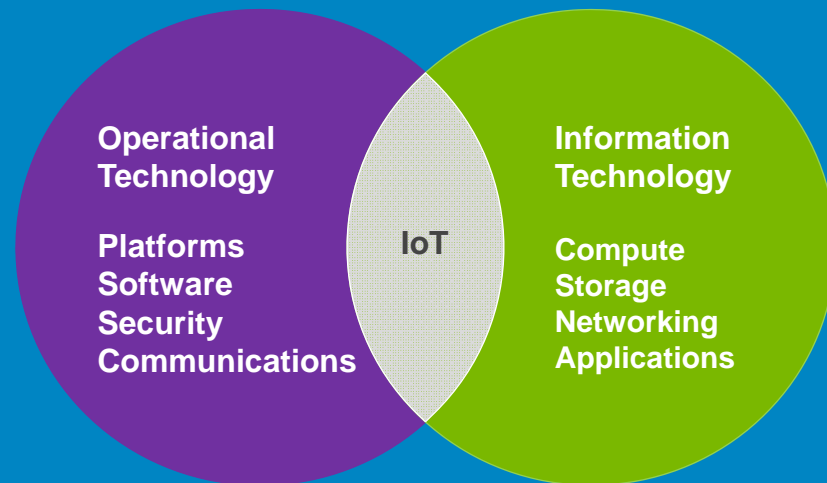 Operational
Technology
Platforms
Software
Security
Communications
IoT
Information
Technology
Compute
Storage
Networking
Applications